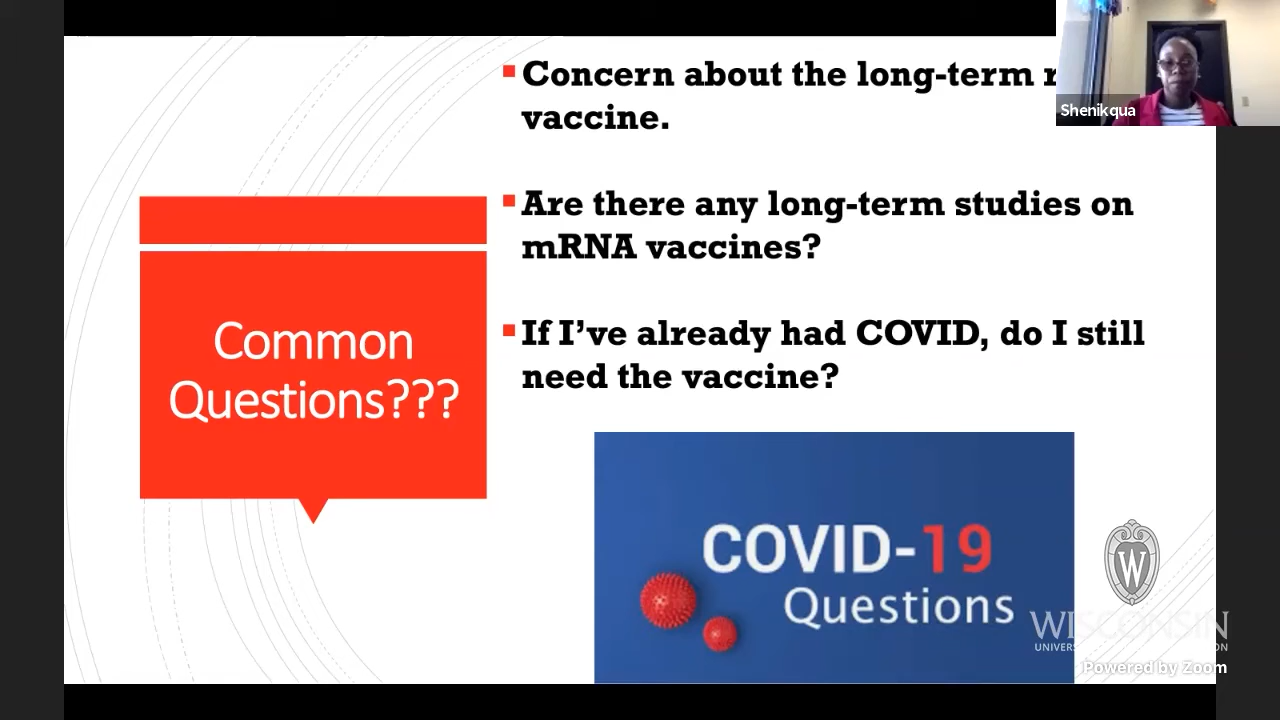 Concern about the long-term
vaccine.
Shenikqua
Are there any long-term studies on
mRNA vaccines?
If I’ve already had COVID, do I still
need the vaccine?
Common
Questions???
COVID-19
Questions
W
WISCONSIN
Powered by Zoom